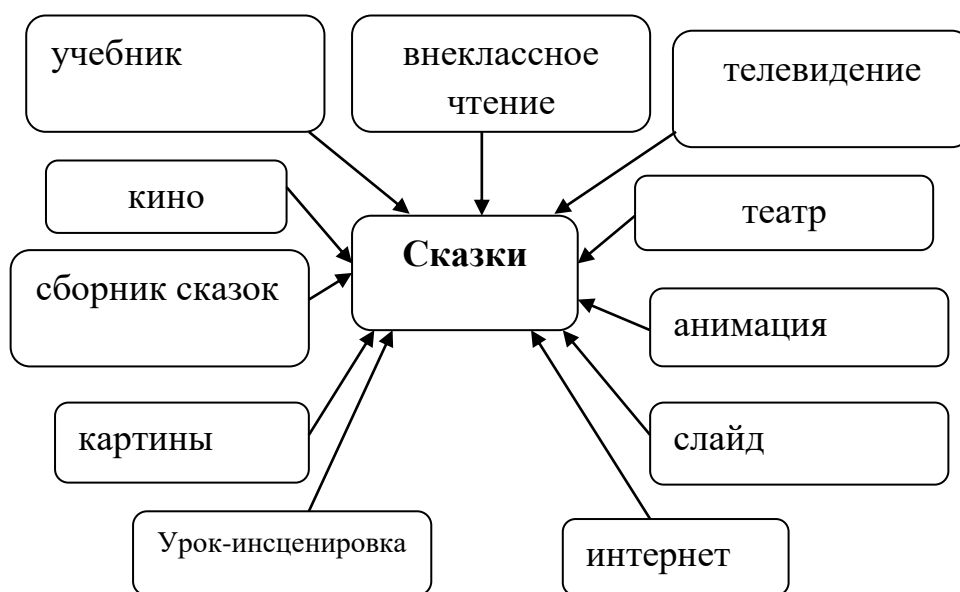 учебник
внеклассное
чтение
телевидение
кино
театр
Сказки
сборник сказок
анимация
картины
слайд
Урок-инсценировка
интернет